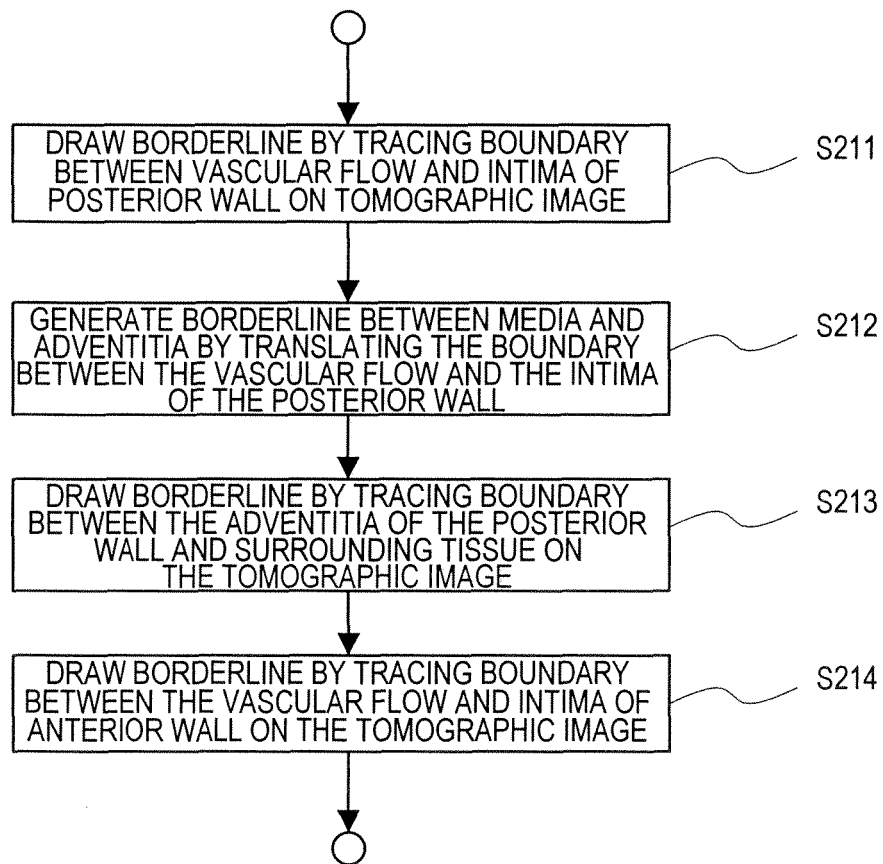 DRAW BORDERLINE BY TRACING BOUNDARY
BETWEEN VASCULAR FLOW AND INTIMA OF
POSTERIOR WALL ON TOMOGRAPHIC IMAGE
S211
GENERATE BORDERLINE BETWEEN MEDIA AND
ADVENTITIA BY TRANSLATING THE BOUNDARY
BETWEEN THE VASCULAR FLOW AND THE INTIMA
OF THE POSTERIOR WALL
S212
DRAW BORDERLINE BY TRACING BOUNDARY
BETWEEN THE ADVENTITIA OF THE POSTERIOR
WALL AND SURROUNDING TISSUE ON
THE TOMOGRAPHIC IMAGE
S213
DRAW BORDERLINE BY TRACING BOUNDARY
BETWEEN THE VASCULAR FLOW AND INTIMA OF
ANTERIOR WALL ON THE TOMOGRAPHIC IMAGE
S214